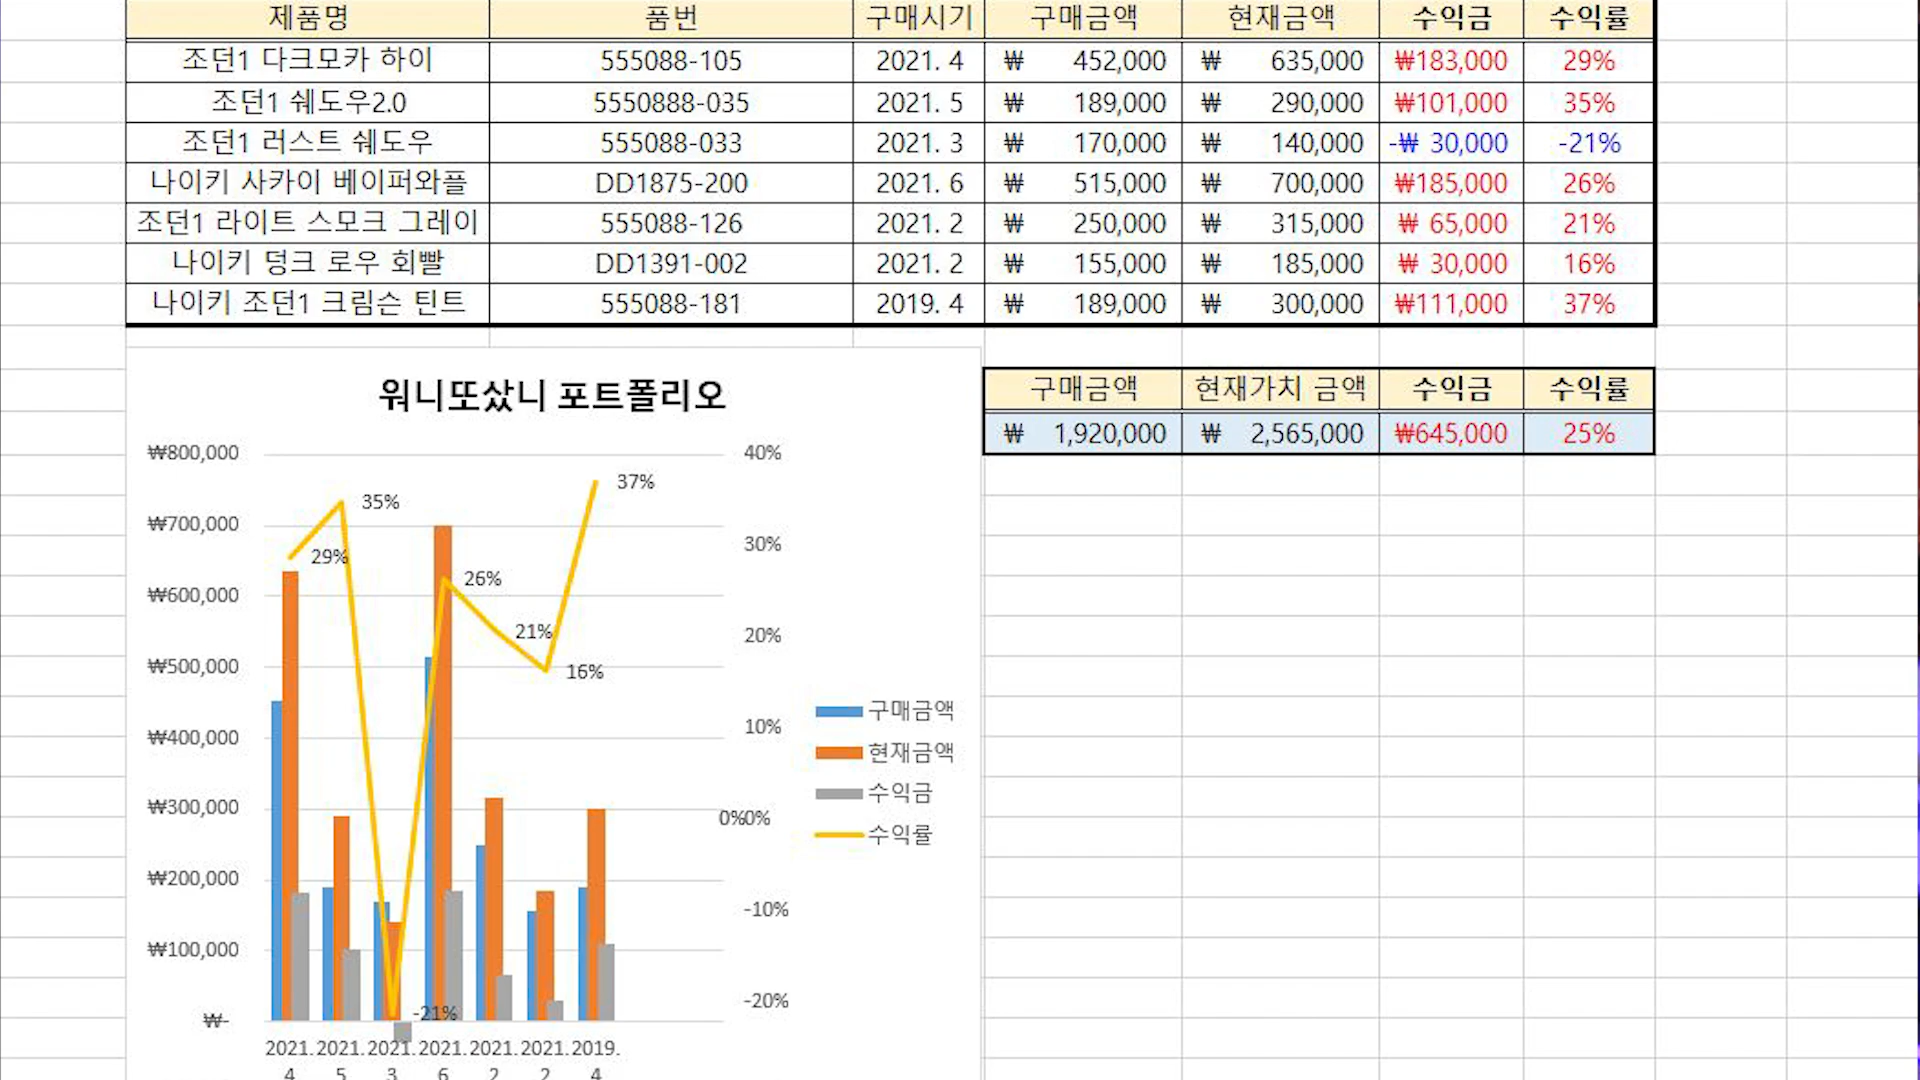 제품명 품번 구매시기 구매금액 현재금액 수익금 수익률
조던1 다크모카 하이 555088-105 2021. 4 ₩ 452,000 ₩ 635,000 ₩183,000 29%
조던1 쉐도우2.0 5550888-035 2021. 5 ₩ 189,000 ₩ 290,000 ₩101,000 35%
조던1 러스트 쉐도우 555088-033 2021. 3 ₩ 170,000 ₩ 140,000 -₩ 30,000 -21%
나이키 사카이 베이퍼와플 DD1875-200 2021. 6 ₩ 515,000 ₩ 700,000 ₩185,000 26%
조던1 라이트 스모크 그레이 555088-126 2021. 2 ₩ 250,000 ₩ 315,000 ₩ 65,000 21%
나이키 덩크 로우 회빨 DD1391-002 2021. 2 ₩ 155,000 ₩ 185,000 ₩ 30,000 16%
나이키 조던1 크림슨 틴트 555088-181 2019. 4 ₩ 189,000 ₩ 300,000 ₩111,000 37%
구매금액 현재가치 금액 수익금 수익률
₩ 1,920,000 ₩ 2,565,000 ₩645,000 25%
워니또샀니 포트폴리오
₩800,000 40%
37%
35%
₩700,000 30%
29%
26%
₩600,000 20%
21%
₩500,000 16%
10%
₩400,000
₩300,000 0% 0%
₩200,000 -10%
₩100,000 -20%
-21%
₩-
구매금액
현재금액
수익금
수익률
2021. 2021. 2021. 2021. 2021. 2021. 2019.
4 5 3 6 2 2 4